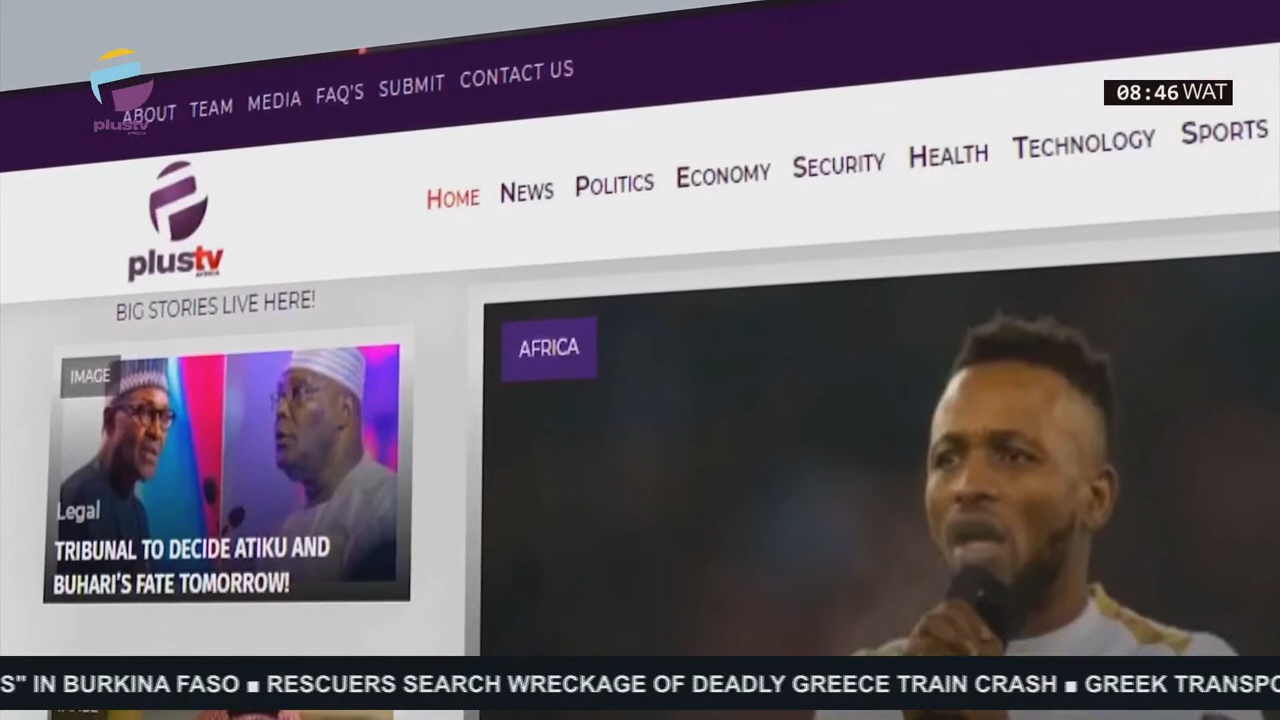 ABOUT TEAM MEDIA FAQ'S SUBMIT CONTACT US
plustv
AFRICA
08:46 WAT
HOME NEWS POLITICS ECONOMY SECURITY HEALTH TECHNOLOGY SPORTS
plustv
AFRICA
BIG STORIES LIVE HERE!
IMAGE
AFRICA
Legal
TRIBUNAL TO DECIDE ATIKU AND
BUHARI'S FATE TOMORROW!
S" IN BURKINA FASO ■ RESCUERS SEARCH WRECKAGE OF DEADLY GREECE TRAIN CRASH ■ GREEK TRANSPO